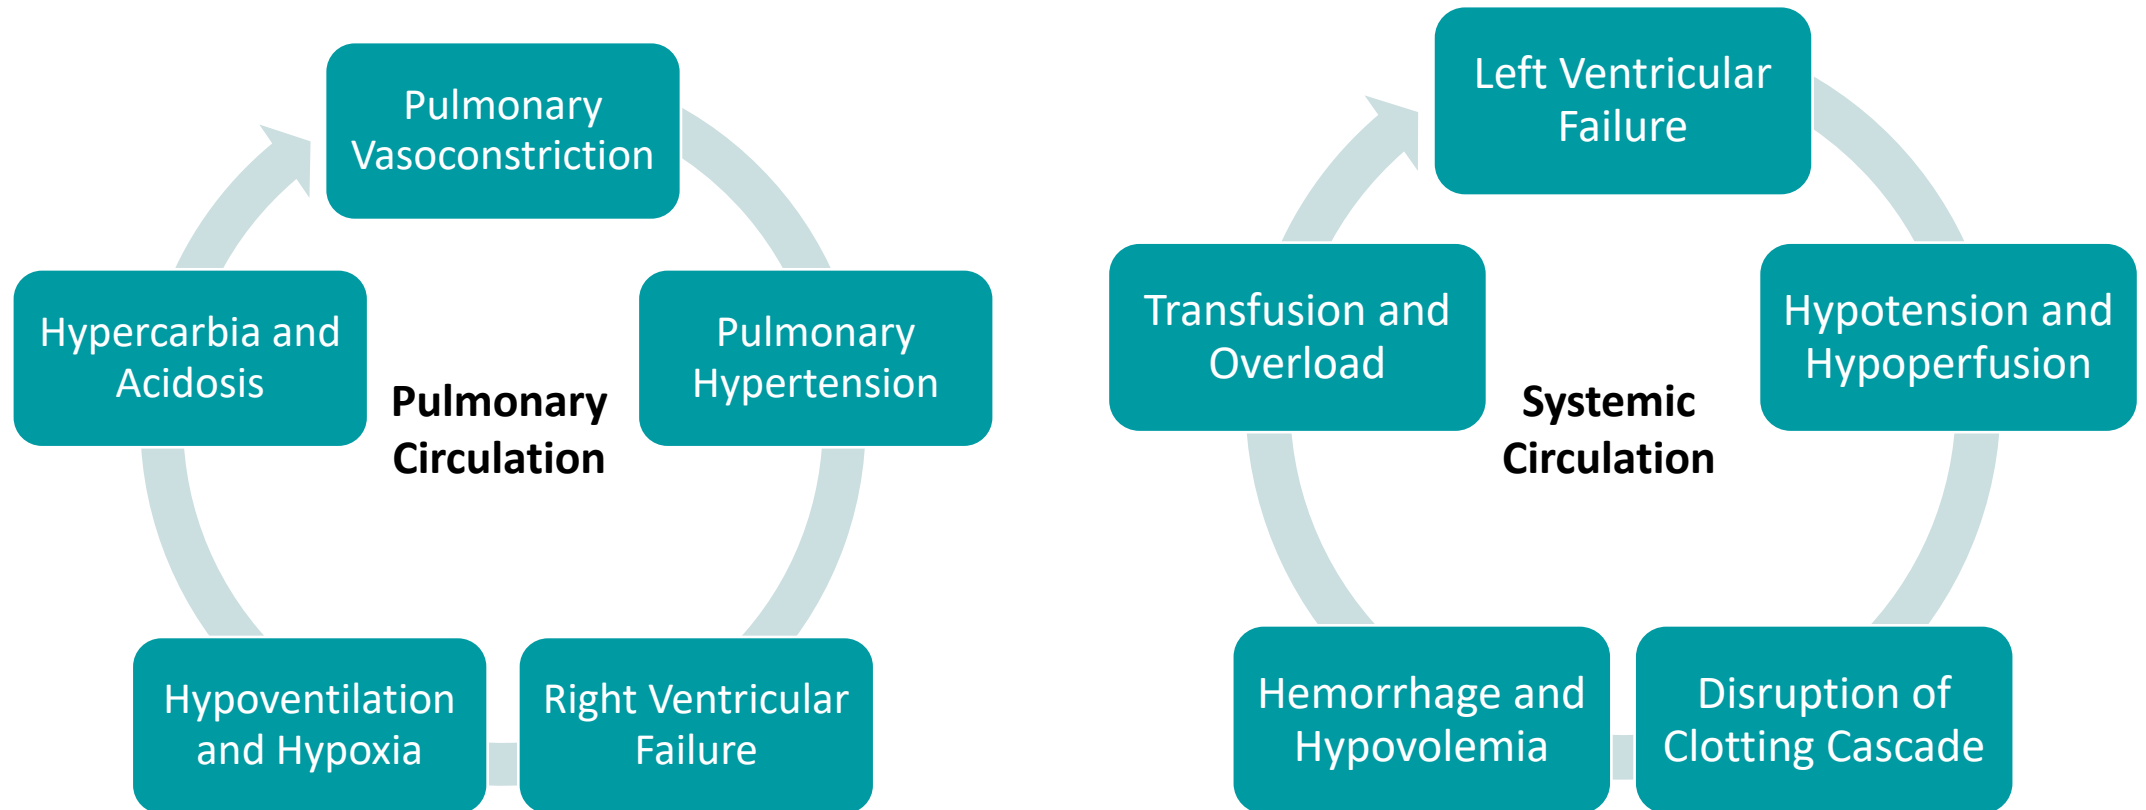 Pulmonary
Vasoconstriction
Pulmonary
Hypertension
Right Ventricular
Failure
Hypoventilation
and Hypoxia
Hypercarbia and
Acidosis
Pulmonary
Circulation
Left Ventricular
Failure
Hypotension and
Hypoperfusion
Disruption of
Clotting Cascade
Hemorrhage and
Hypovolemia
Transfusion and
Overload
Systemic
Circulation